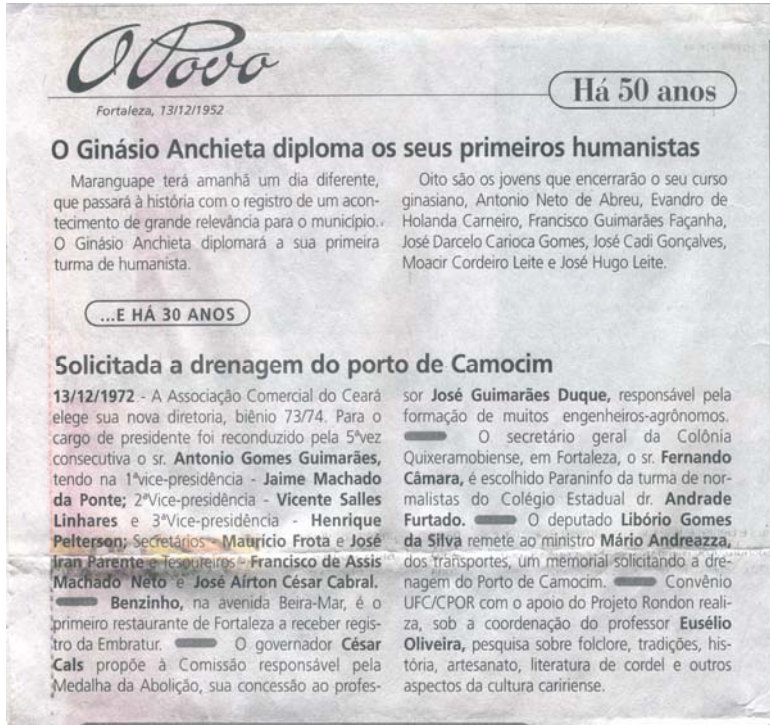 O Povo
Fortaleza, 13/12/1952
Há 50 anos
O Ginásio Anchieta diploma os seus primeiros humanistas
Maranguape terá amanhã um dia diferente,
que passará à história com o registro de um acon-
tecimento de grande relevância para o município.
O Ginásio Anchieta diplomará a sua primeira
turma de humanista.
Oito são os jovens que encerrarão o seu curso
ginasiano, Antonio Neto de Abreu, Evandro de
Holanda Carneiro, Francisco Guimarães Façanha,
José Darcelo Carioca Gomes, José Cadi Gonçalves,
Moacir Cordeiro Leite e José Hugo Leite.
...E HÁ 30 ANOS
Solicitada a drenagem do porto de Camocim
13/12/1972 - A Associação Comercial do Ceará
elege sua nova diretoria, biênio 73/74. Para o
cargo de presidente foi reconduzido pela 5ªvez
consecutiva o sr. Antonio Gomes Guimarães,
tendo na 1ªvice-presidência - Jaime Machado
da Ponte; 2ªVice-presidência - Vicente Salles
Linhares e 3ªVice-presidência - Henrique
Pelterson; Secretários - Maurício Frota e José
Iran Parente e Tesoureiros - Francisco de Assis
Machado Neto e José Aírton César Cabral.
Benzinho, na avenida Beira-Mar, é o
primeiro restaurante de Fortaleza a receber regis-
tro da Embratur. O governador César
Cals propõe à Comissão responsável pela
Medalha da Abolição, sua concessão ao profes-
sor José Guimarães Duque, responsável pela
formação de muitos engenheiros-agrônomos.
O secretário geral da Colônia
Quixeramobiense, em Fortaleza, o sr. Fernando
Câmara, é escolhido Paraninfo da turma de nor-
malistas do Colégio Estadual dr. Andrade
Furtado. O deputado Libório Gomes
da Silva remete ao ministro Mário Andreazza,
dos transportes, um memorial solicitando a dre-
nagem do Porto de Camocim. Convênio
UFC/CPOR com o apoio do Projeto Rondon reali-
za, sob a coordenação do professor Eusélio
Oliveira, pesquisa sobre folclore, tradições, his-
tória, artesanato, literatura de cordel e outros
aspectos da cultura caririense.